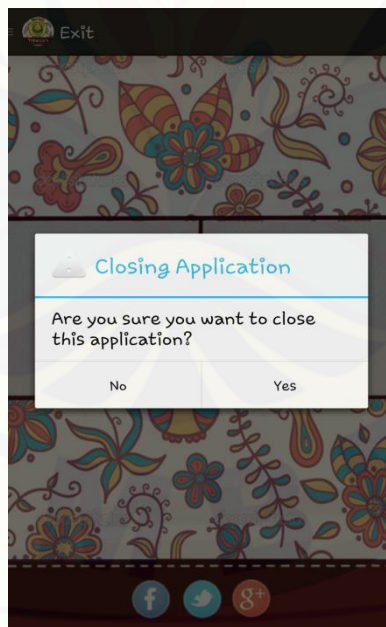 Exit
Closing Application
Are you sure you want to close
this application?
No
Yes
f
g+